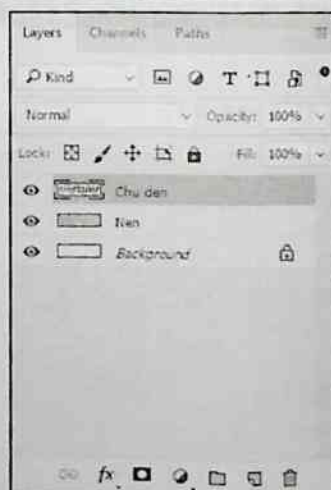 Layers Channels Paths
Kind
Normal Opacity: 100%
Lock: Fill: 100%
Chu den
Nen
Background
fx